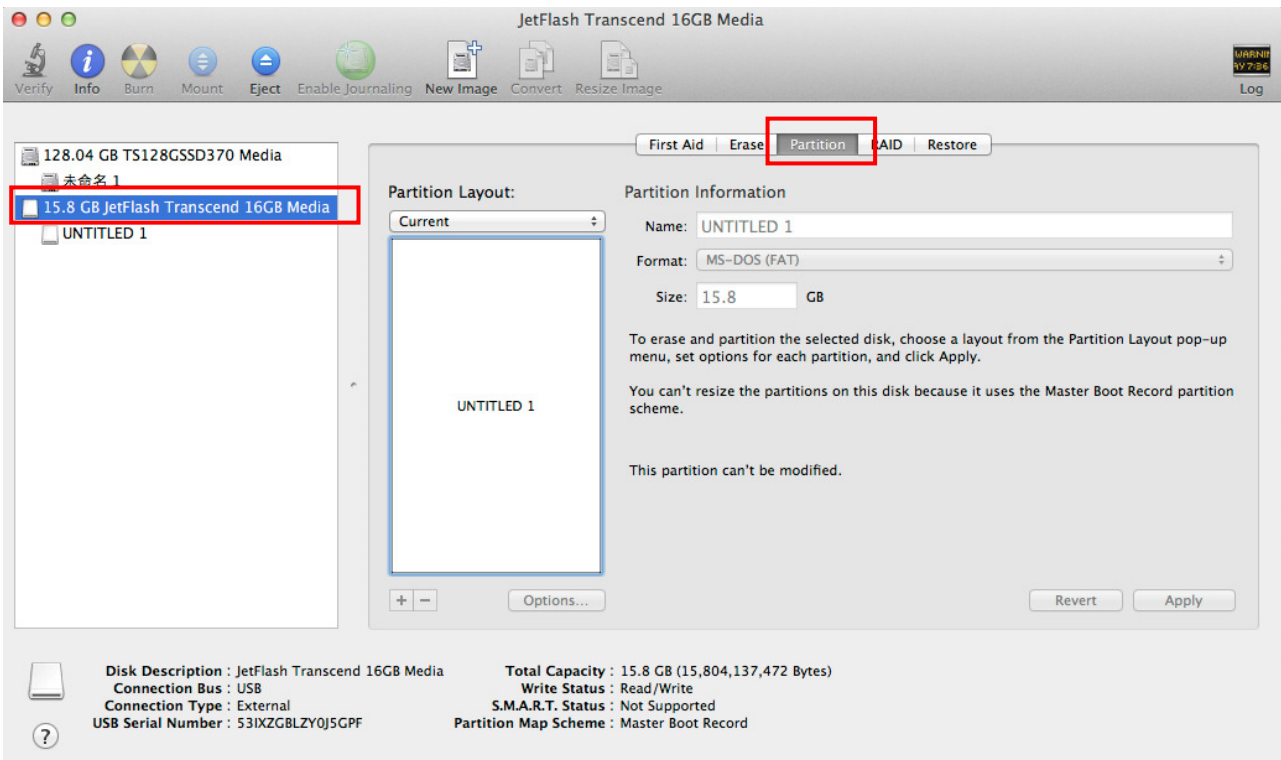 JetFlash Transcend 16GB Media
Verify Info Burn Mount Eject Enable Journaling New Image Convert Resize Image Log
WARNI
AY 7:36
First Aid Erase Partition RAID Restore
128.04 GB TS128GSSD370 Media
未命名 1
15.8 GB JetFlash Transcend 16GB Media
UNTITLED 1
Partition Layout:
Current
UNTITLED 1
Partition Information
Name: UNTITLED 1
Format: MS-DOS (FAT)
Size: 15.8 GB
To erase and partition the selected disk, choose a layout from the Partition Layout pop-up
menu, set options for each partition, and click Apply.
You can't resize the partitions on this disk because it uses the Master Boot Record partition
scheme.
This partition can't be modified.
+ − Options... Revert Apply
Disk Description : JetFlash Transcend 16GB Media
Connection Bus : USB
Connection Type : External
USB Serial Number : 53IXZGBLZY0J5GPF
Total Capacity : 15.8 GB (15,804,137,472 Bytes)
Write Status : Read/Write
S.M.A.R.T. Status : Not Supported
Partition Map Scheme : Master Boot Record
?